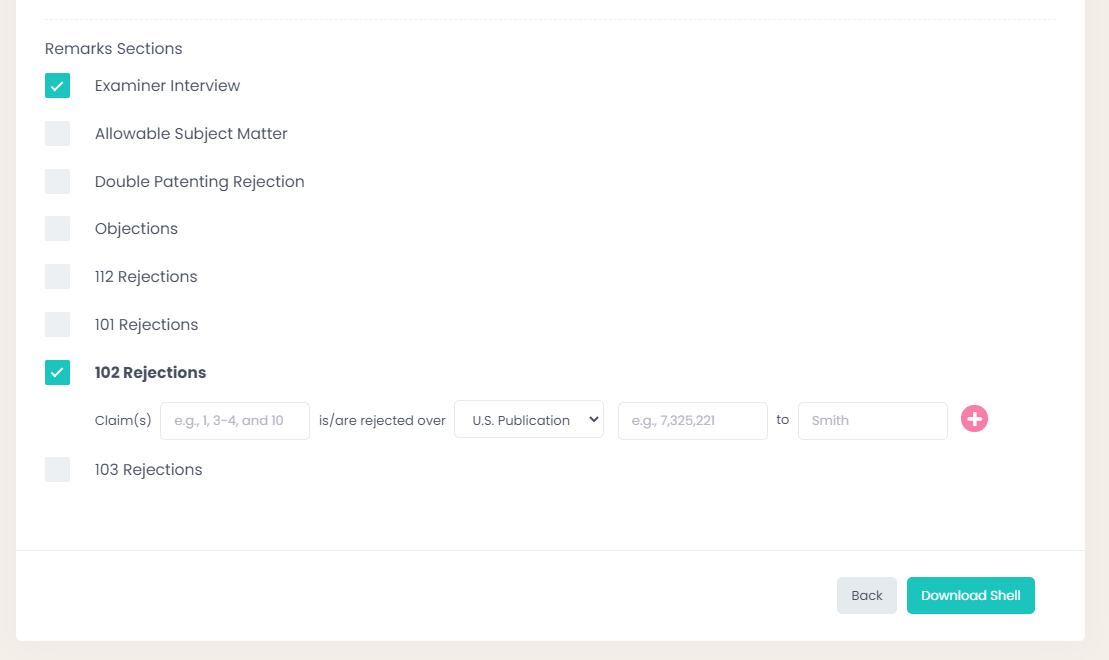 Remarks Sections
Examiner Interview
Allowable Subject Matter
Double Patenting Rejection
Objections
112 Rejections
101 Rejections
102 Rejections
Claim(s) e.g., 1, 3-4, and 10 is/are rejected over U.S. Publication e.g., 7,325,221 to Smith
103 Rejections
Back Download Shell